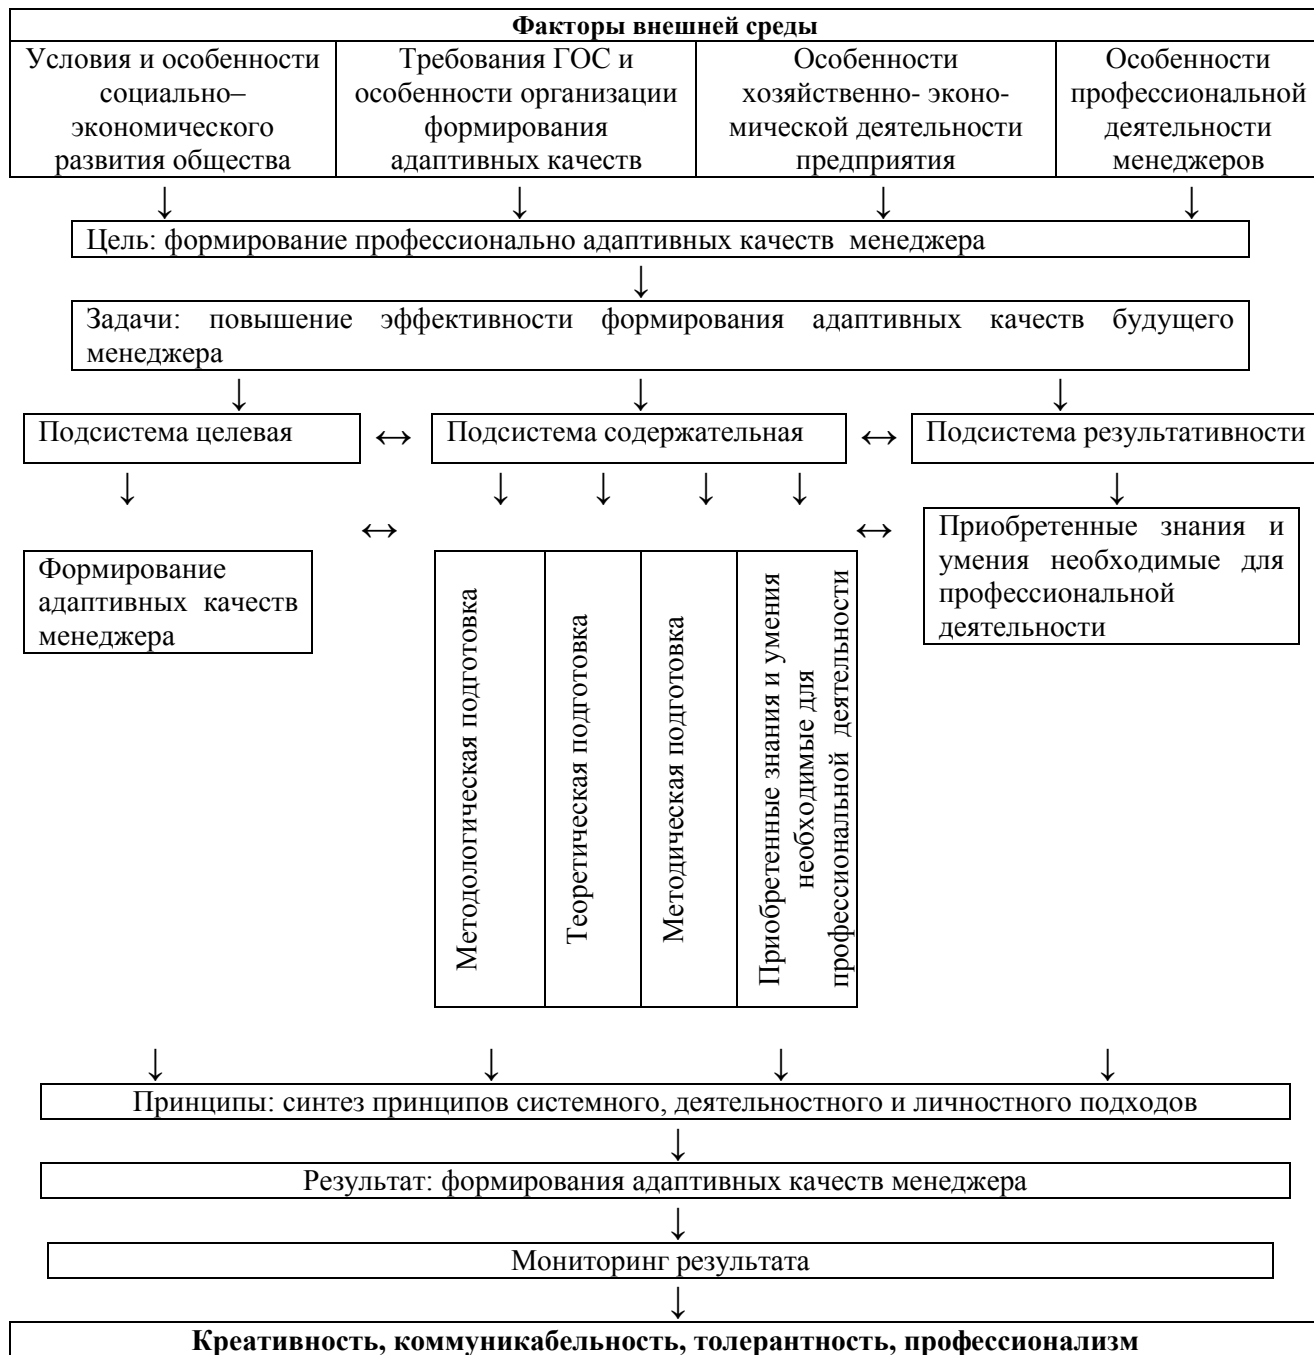 Факторы внешней среды
Условия и особенности
социально–
экономического
развития общества
Требования ГОС и
особенности организации
формирования
адаптивных качеств
Особенности
хозяйственно- эконо-
мической деятельности
предприятия
Особенности
профессиональной
деятельности
менеджеров
↓ ↓ ↓ ↓
Цель: формирование профессионально адаптивных качеств менеджера
↓
Задачи: повышение эффективности формирования адаптивных качеств будущего
менеджера
↓ ↓ ↓
Подсистема целевая ↔ Подсистема содержательная ↔ Подсистема результативности
↓ ↓ ↓ ↓ ↓ ↓
↔ ↔
Формирование
адаптивных качеств
менеджера
Методологическая подготовка
Теоретическая подготовка
Методическая подготовка
Приобретенные знания и умения
необходимые для
профессиональной деятельности
Приобретенные знания и
умения необходимые для
профессиональной
деятельности
↓ ↓ ↓ ↓
Принципы: синтез принципов системного, деятельностного и личностного подходов
↓
Результат: формирования адаптивных качеств менеджера
↓
Мониторинг результата
↓
Креативность, коммуникабельность, толерантность, профессионализм